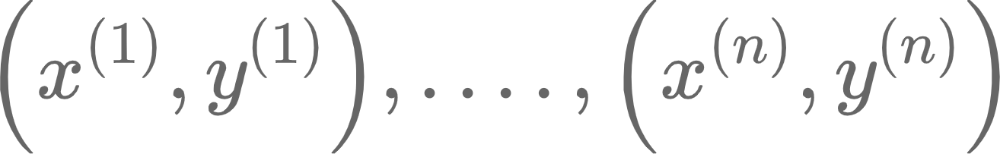 (x^{(1)}, y^{(1)}), . . . . , (x^{(n)}, y^{(n)})